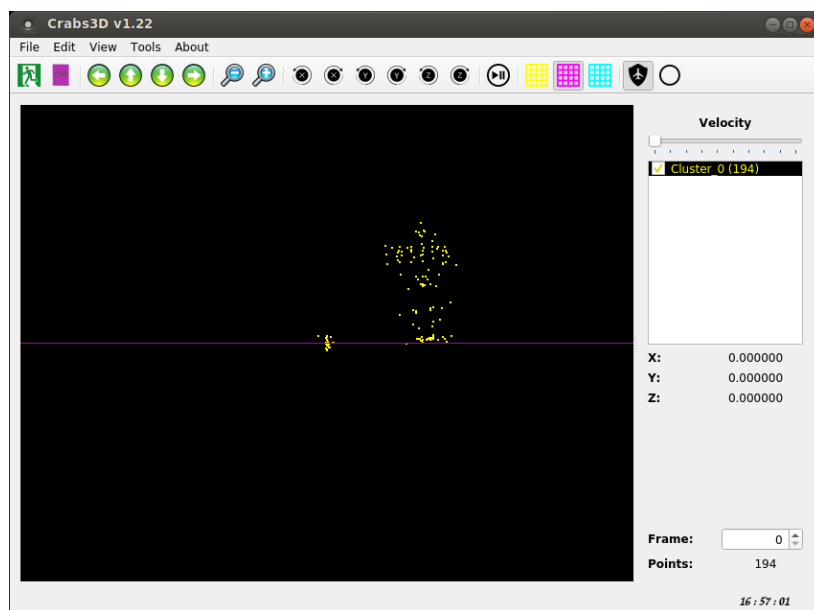 Crabs3D v1.22
File Edit View Tools About
X X Y Y Z Z
Velocity
Cluster_0 (194)
X: 0.000000
Y: 0.000000
Z: 0.000000
Frame: 0
Points: 194
16 : 57 : 01